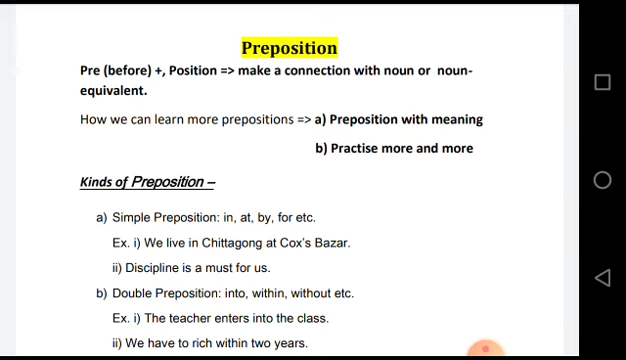 Preposition
Pre (before) +, Position => make a connection with noun or noun-
equivalent.
How we can learn more prepositions => a) Preposition with meaning
b) Practise more and more
Kinds of Preposition –
a) Simple Preposition: in, at, by, for etc.
Ex. i) We live in Chittagong at Cox's Bazar.
ii) Discipline is a must for us.
b) Double Preposition: into, within, without etc.
Ex. i) The teacher enters into the class.
ii) We have to rich within two years.